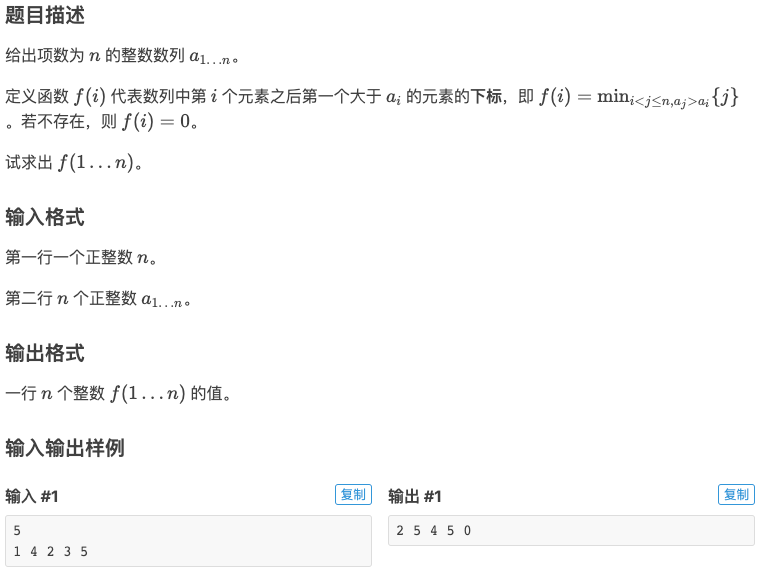 题目描述
给出项数为 n 的整数数列 a_{1…n}。
定义函数 f(i) 代表数列中第 i 个元素之后第一个大于 a_i 的元素的下标，即 f(i) = min_{i<j≤n,a_j>a_i}{j}
。若不存在，则 f(i) = 0。
试求出 f(1…n)。
输入格式
第一行一个正整数 n。
第二行 n 个正整数 a_{1…n}。
输出格式
一行 n 个整数 f(1…n) 的值。
输入输出样例
输入 #1 复制
5
1 4 2 3 5
输出 #1 复制
2 5 4 5 0